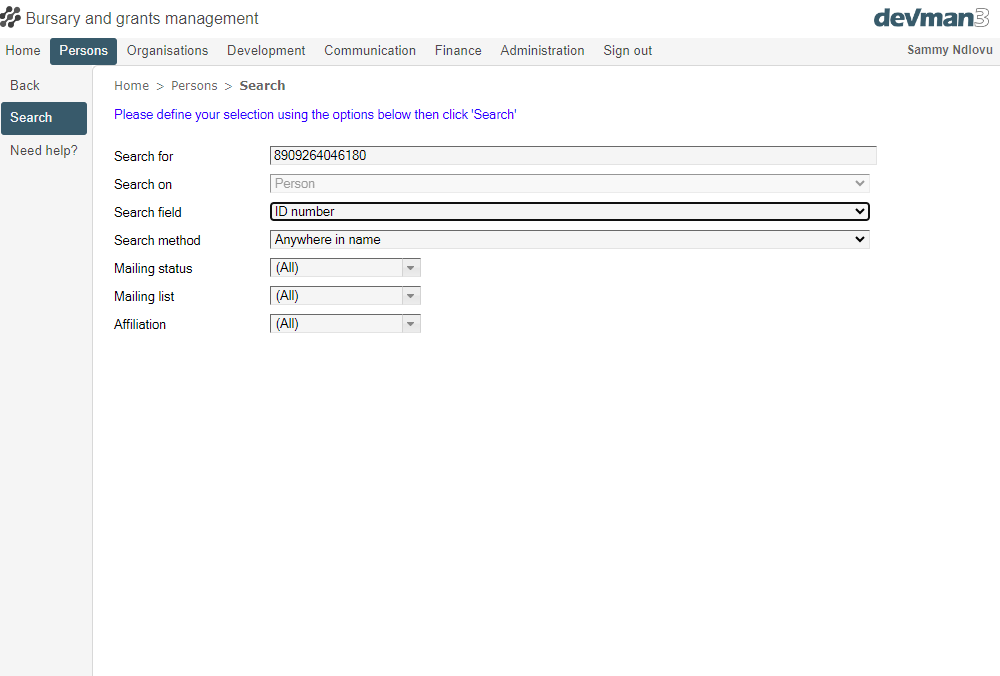 Bursary and grants management
devman3
Home Persons Organisations Development Communication Finance Administration Sign out Sammy Ndlovu
Back
Search
Need help?
Home > Persons > Search
Please define your selection using the options below then click 'Search'
Search for 8909264046180
Search on Person
Search field ID number
Search method Anywhere in name
Mailing status (All)
Mailing list (All)
Affiliation (All)